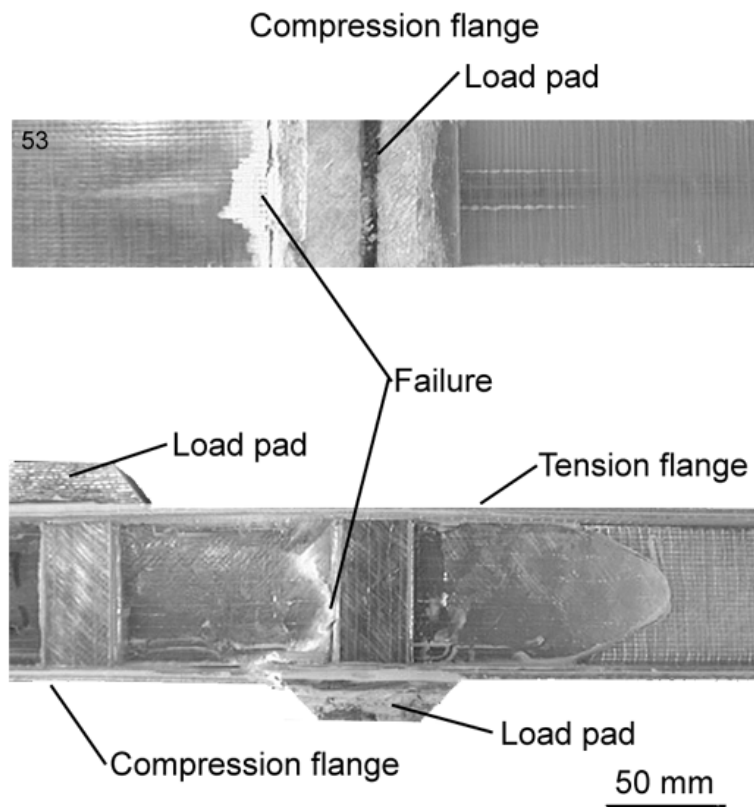 Compression flange
Load pad
53
Failure
Load pad
Tension flange
Load pad
Compression flange
50 mm